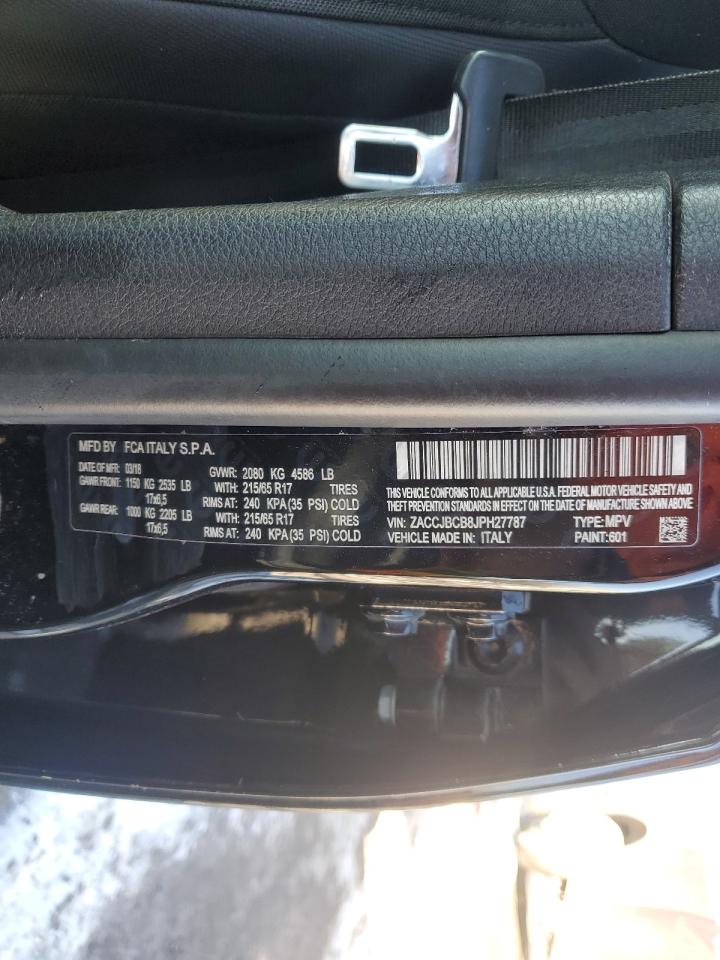 MFD BY FCA ITALY S.P.A.
DATE OF MFR: 03/18 GVWR: 2080 KG 4586 LB
GAWR FRONT: 1150 KG 2535 LB WITH: 215/65 R17 TIRES
17x6,5 RIMS AT: 240 KPA(35 PSI) COLD
GAWR REAR: 1000 KG 2205 LB WITH: 215/65 R17 TIRES
17x6,5 RIMS AT: 240 KPA(35 PSI) COLD
THIS VEHICLE CONFORMS TO ALL APPLICABLE U.S.A. FEDERAL MOTOR VEHICLE SAFETY AND
THEFT PREVENTION STANDARDS IN EFFECT ON THE DATE OF MANUFACTURE SHOWN ABOVE
VIN: ZACCJBCB8JPH27787 TYPE: MPV
VEHICLE MADE IN: ITALY PAINT:601